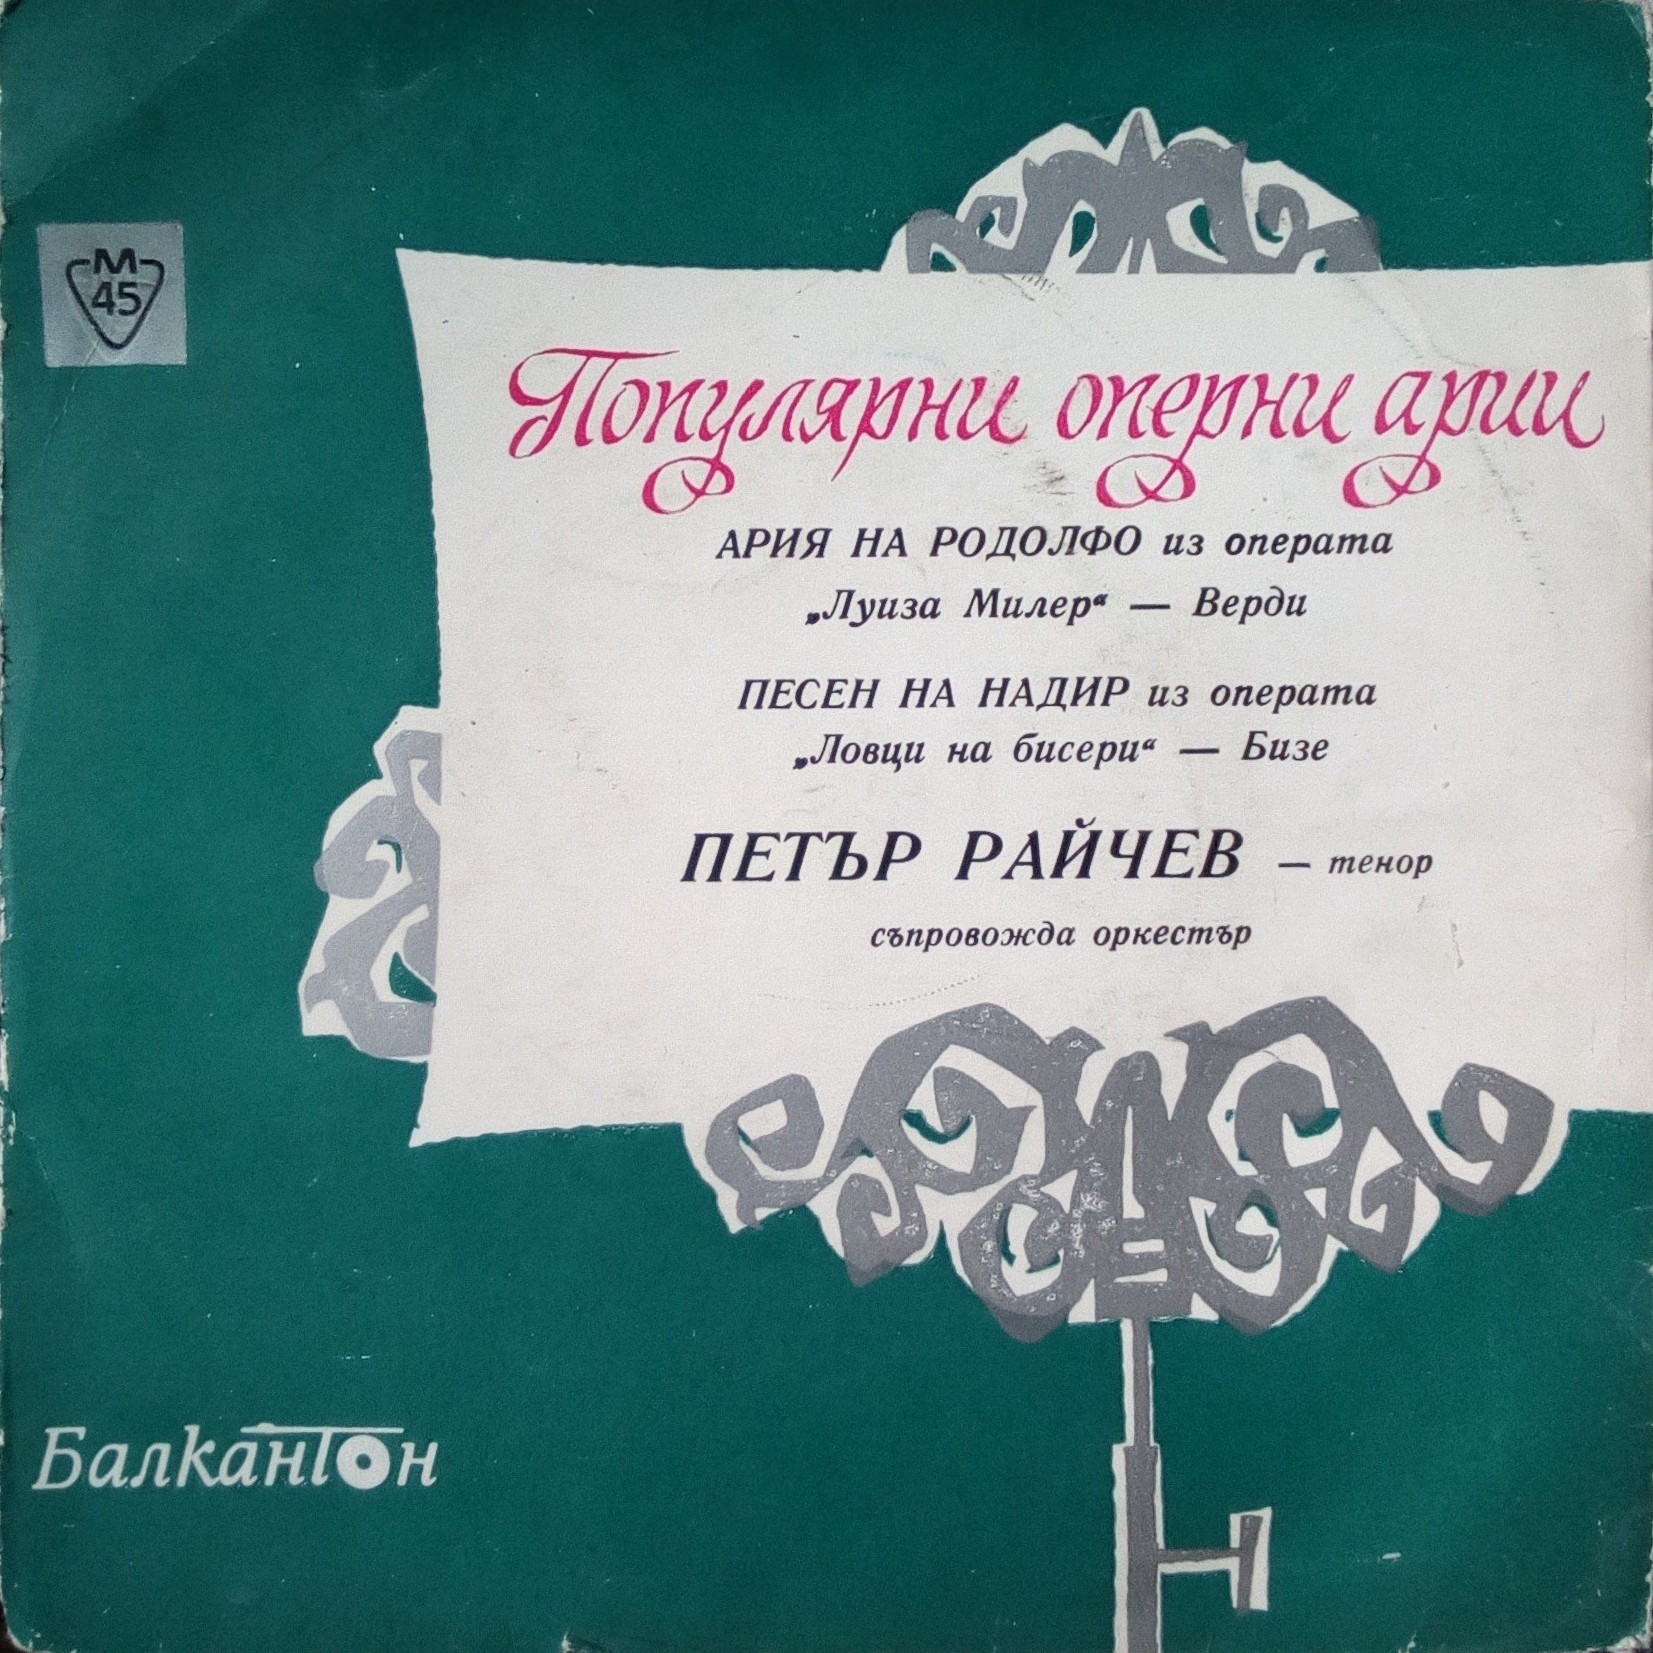 М
45
Популярни оперни арии
АРИЯ НА РОДОЛФО из операта
„Луиза Милер“ — Верди
ПЕСЕН НА НАДИР из операта
„Ловци на бисери“ — Бизе
ПЕТЪР РАЙЧЕВ — тенор
съпровожда оркестър
Балкантон